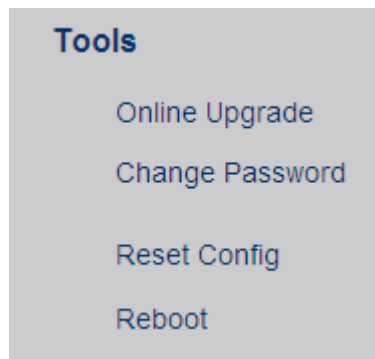 Tools
Online Upgrade
Change Password
Reset Config
Reboot